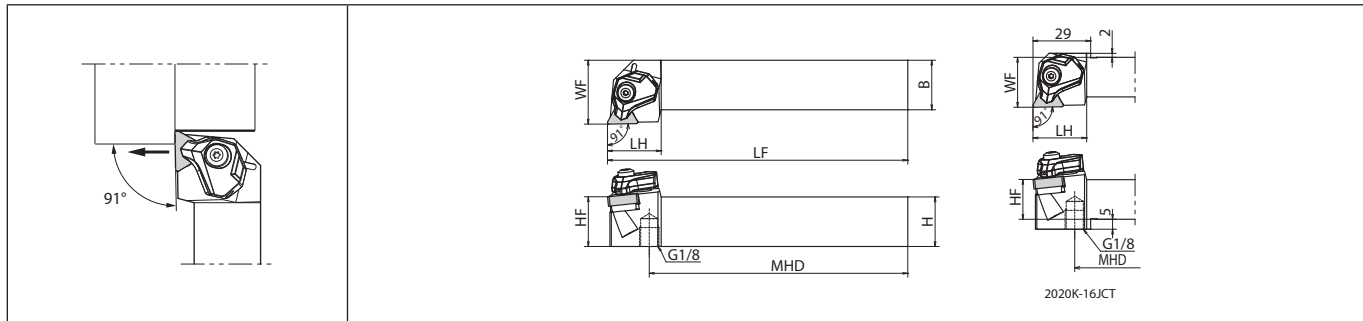 91°
WF
91°
LH
LF
B
HF
G1/8
MHD
H
29
2
WF
91°
LH
HF
5
G1/8
MHD
2020K-16JCT